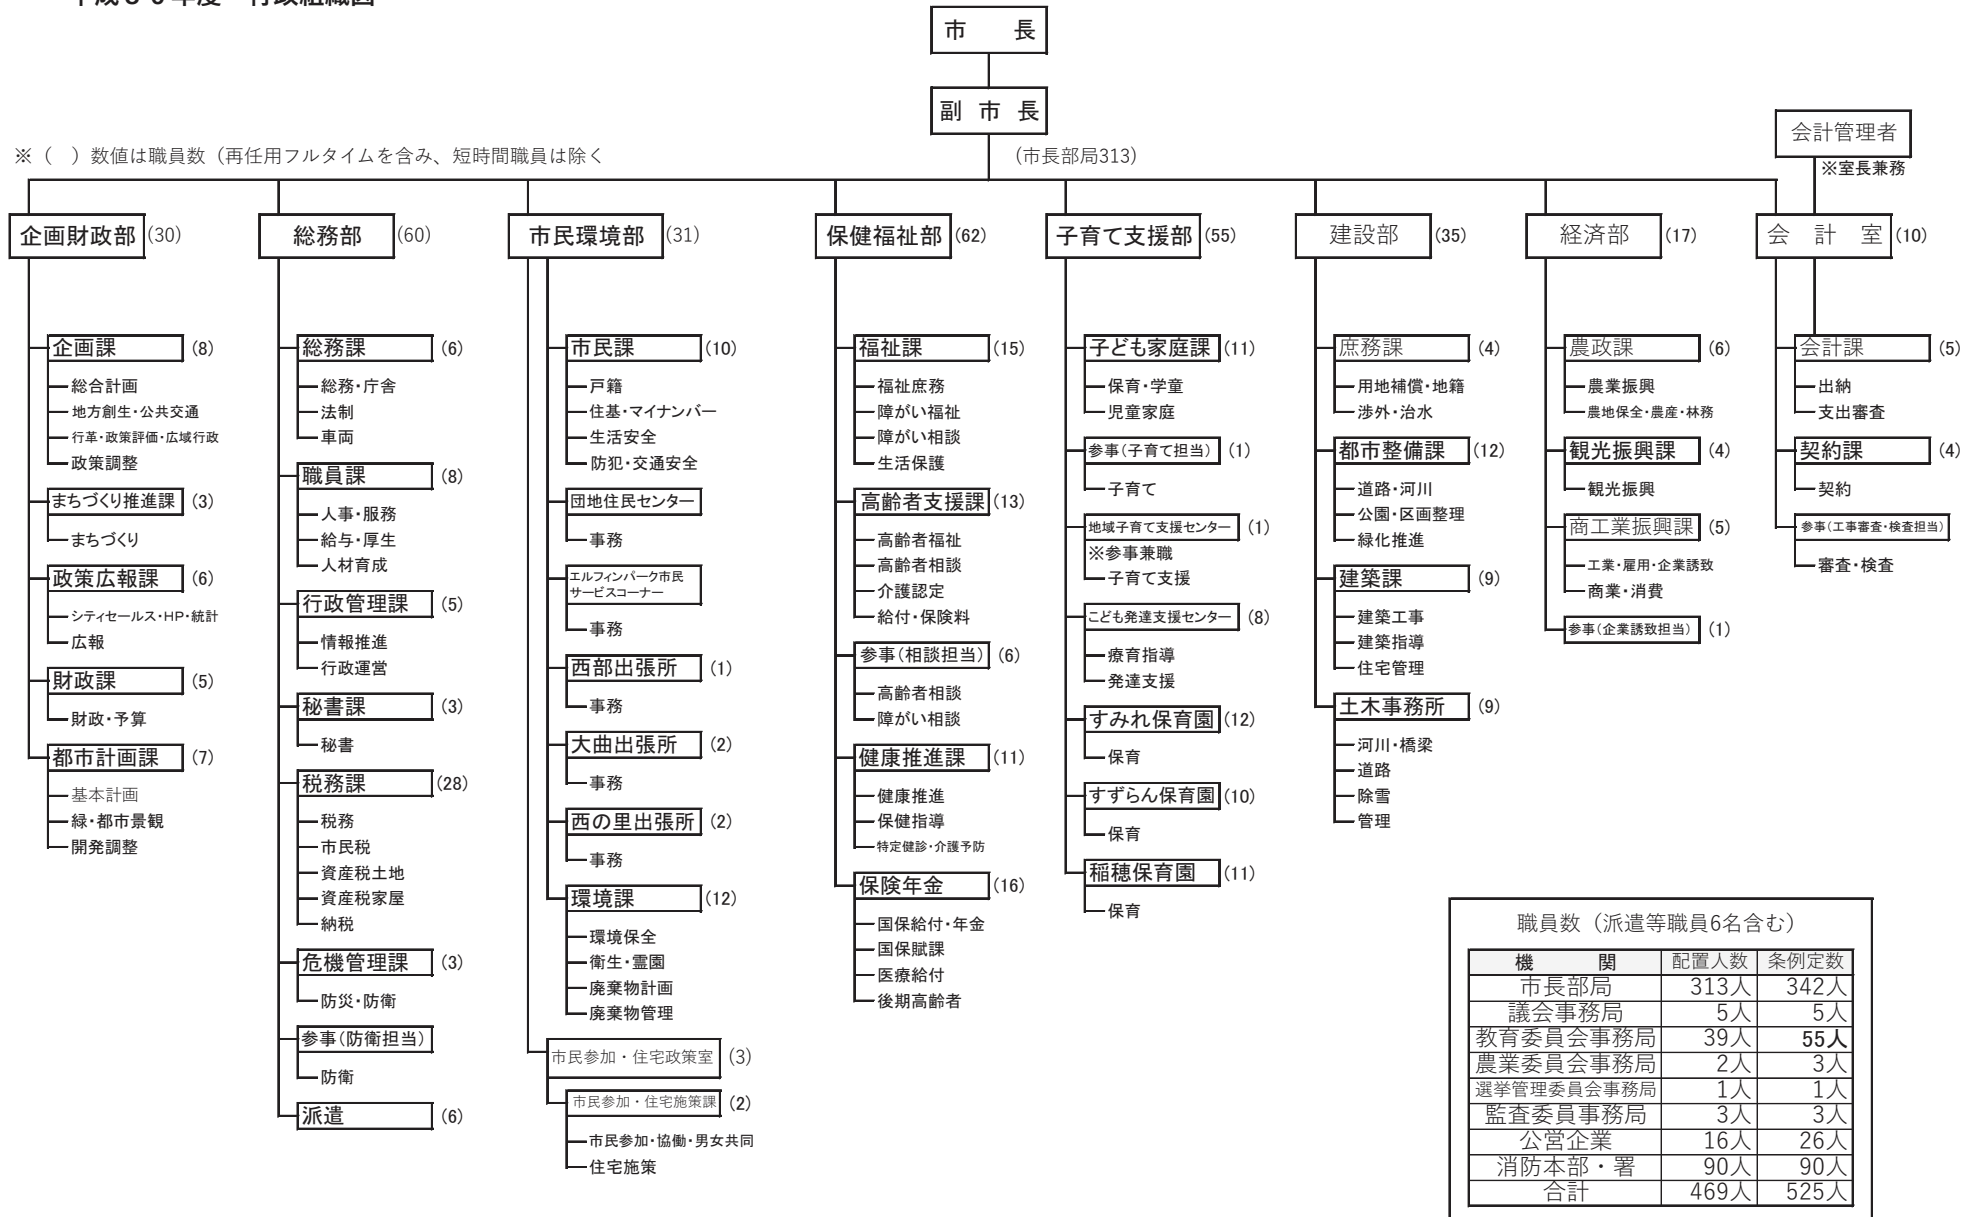 平成３０年度　行政組織図
市　長
副 市 長
会計管理者
※室長兼務
※（　）数値は職員数（再任用フルタイムを含み、短時間職員は除く
(市長部局313)
企画財政部 (30)
企画課 (8)
総合計画
地方創生・公共交通
行革・政策評価・広域行政
政策調整
まちづくり推進課 (3)
まちづくり
政策広報課 (6)
シティセールス・HP・統計
広報
財政課 (5)
財政・予算
都市計画課 (7)
基本計画
緑・都市景観
開発調整
総務部 (60)
総務課 (6)
総務・庁舎
法制
車両
職員課 (8)
人事・服務
給与・厚生
人材育成
行政管理課 (5)
情報推進
行政運営
秘書課 (3)
秘書
税務課 (28)
税務
市民税
資産税土地
資産税家屋
納税
危機管理課 (3)
防災・防衛
参事(防衛担当)
防衛
派遣 (6)
市民環境部 (31)
市民課 (10)
戸籍
住基・マイナンバー
生活安全
防犯・交通安全
団地住民センター
事務
エルフィンパーク市民
サービスコーナー
事務
西部出張所 (1)
事務
大曲出張所 (2)
事務
西の里出張所 (2)
事務
環境課 (12)
環境保全
衛生・霊園
廃棄物計画
廃棄物管理
市民参加・住宅政策室 (3)
市民参加・住宅施策課 (2)
市民参加・協働・男女共同
住宅施策
保健福祉部 (62)
福祉課 (15)
福祉庶務
障がい福祉
障がい相談
生活保護
高齢者支援課 (13)
高齢者福祉
高齢者相談
介護認定
給付・保険料
参事(相談担当) (6)
高齢者相談
障がい相談
健康推進課 (11)
健康推進
保健指導
特定健診・介護予防
保険年金 (16)
国保給付・年金
国保賦課
医療給付
後期高齢者
子育て支援部 (55)
子ども家庭課 (11)
保育・学童
児童家庭
参事(子育て担当) (1)
子育て
地域子育て支援センター (1)
※参事兼職
子育て支援
こども発達支援センター (8)
療育指導
発達支援
すみれ保育園 (12)
保育
すずらん保育園 (10)
保育
稲穂保育園 (11)
保育
建設部 (35)
庶務課 (4)
用地補償・地籍
渉外・治水
都市整備課 (12)
道路・河川
公園・区画整理
緑化推進
建築課 (9)
建築工事
建築指導
住宅管理
土木事務所 (9)
河川・橋梁
道路
除雪
管理
経済部 (17)
農政課 (6)
農業振興
農地保全・農産・林務
観光振興課 (4)
観光振興
商工業振興課 (5)
工業・雇用・企業誘致
商業・消費
参事(企業誘致担当) (1)
会 計 室 (10)
会計課 (5)
出納
支出審査
契約課 (4)
契約
参事(工事審査・検査担当)
審査・検査
職員数（派遣等職員6名含む）
機　関 配置人数 条例定数
市長部局 313人 342人
議会事務局 5人 5人
教育委員会事務局 39人 55人
農業委員会事務局 2人 3人
選挙管理委員会事務局 1人 1人
監査委員事務局 3人 3人
公営企業 16人 26人
消防本部・署 90人 90人
合計 469人 525人